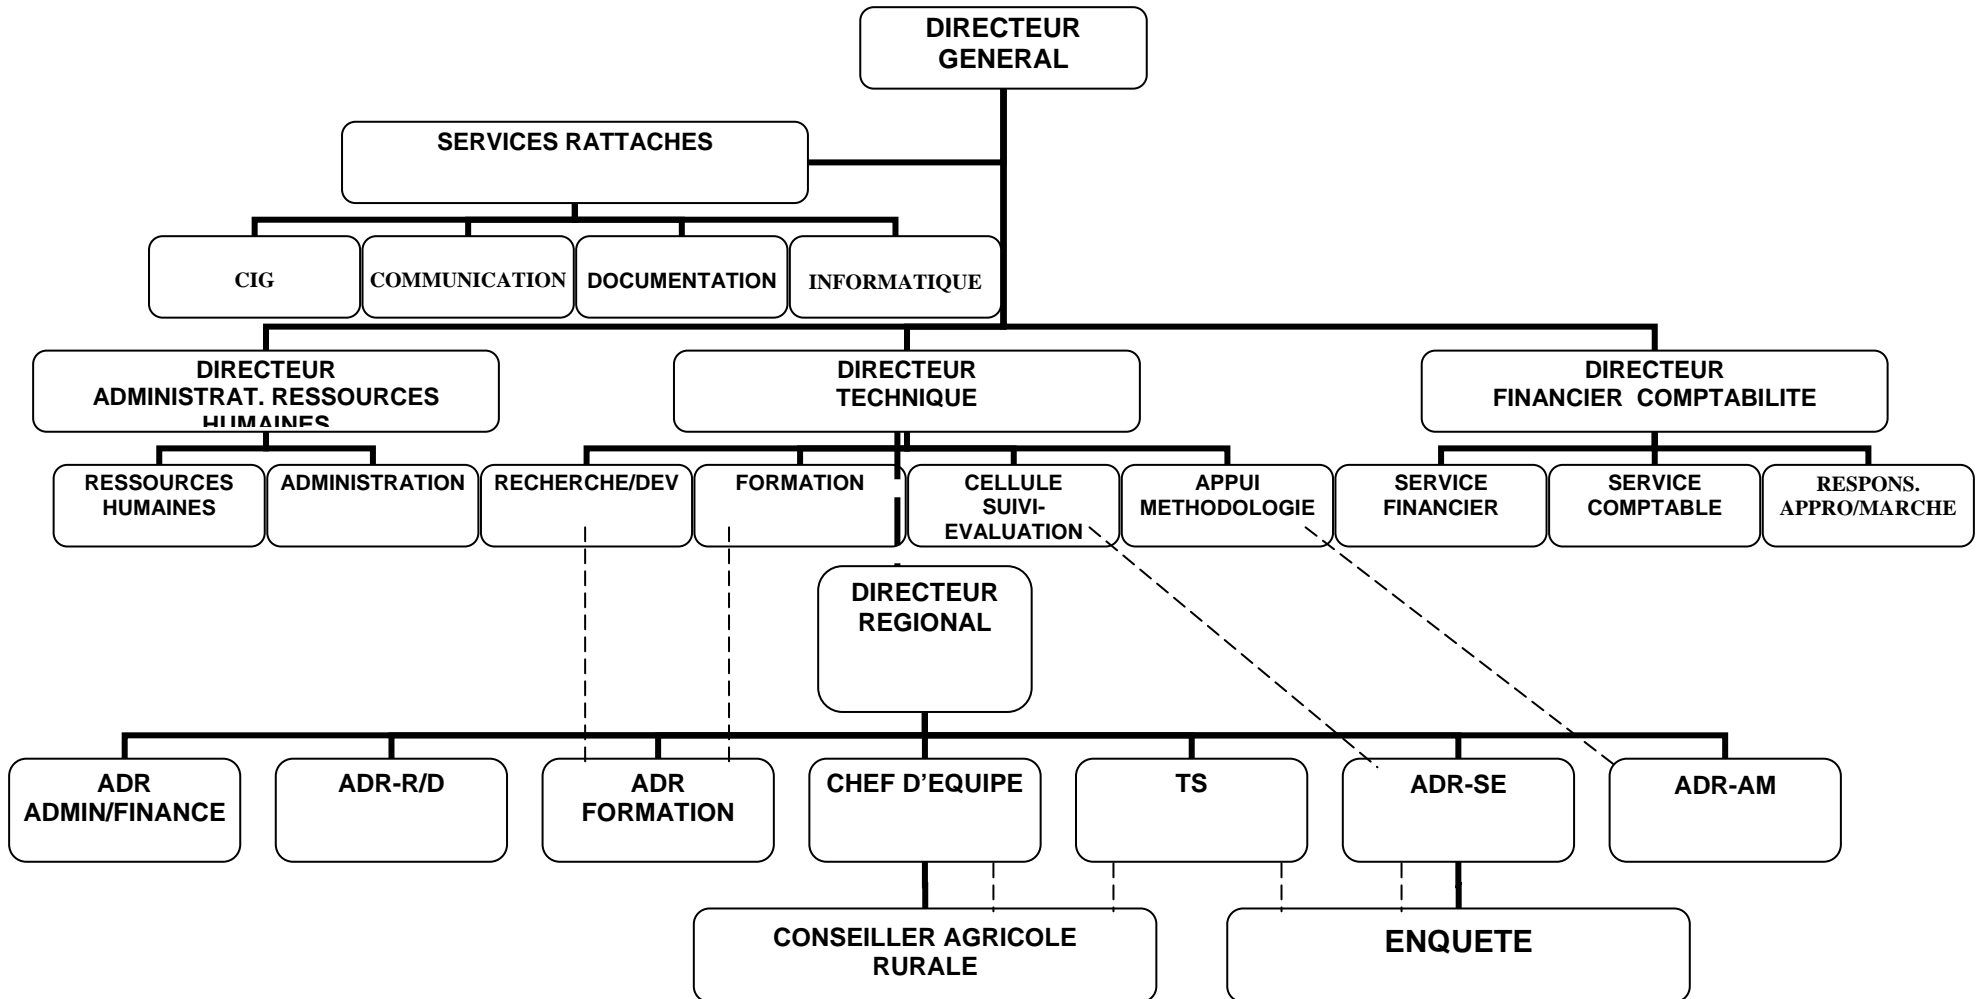 DIRECTEUR
GENERAL
SERVICES RATTACHES
CIG
COMMUNICATION
DOCUMENTATION
INFORMATIQUE
DIRECTEUR
ADMINISTRAT. RESSOURCES
HUMAINES
DIRECTEUR
TECHNIQUE
DIRECTEUR
FINANCIER COMPTABILITE
RESSOURCES
HUMAINES
ADMINISTRATION
RECHERCHE/DEV
FORMATION
CELLULE
SUIVI-
EVALUATION
APPUI
METHODOLOGIE
SERVICE
FINANCIER
SERVICE
COMPTABLE
RESPONS.
APPRO/MARCHE
DIRECTEUR
REGIONAL
ADR
ADMIN/FINANCE
ADR-R/D
ADR
FORMATION
CHEF D'EQUIPE
TS
ADR-SE
ADR-AM
CONSEILLER AGRICOLE
RURALE
ENQUETE